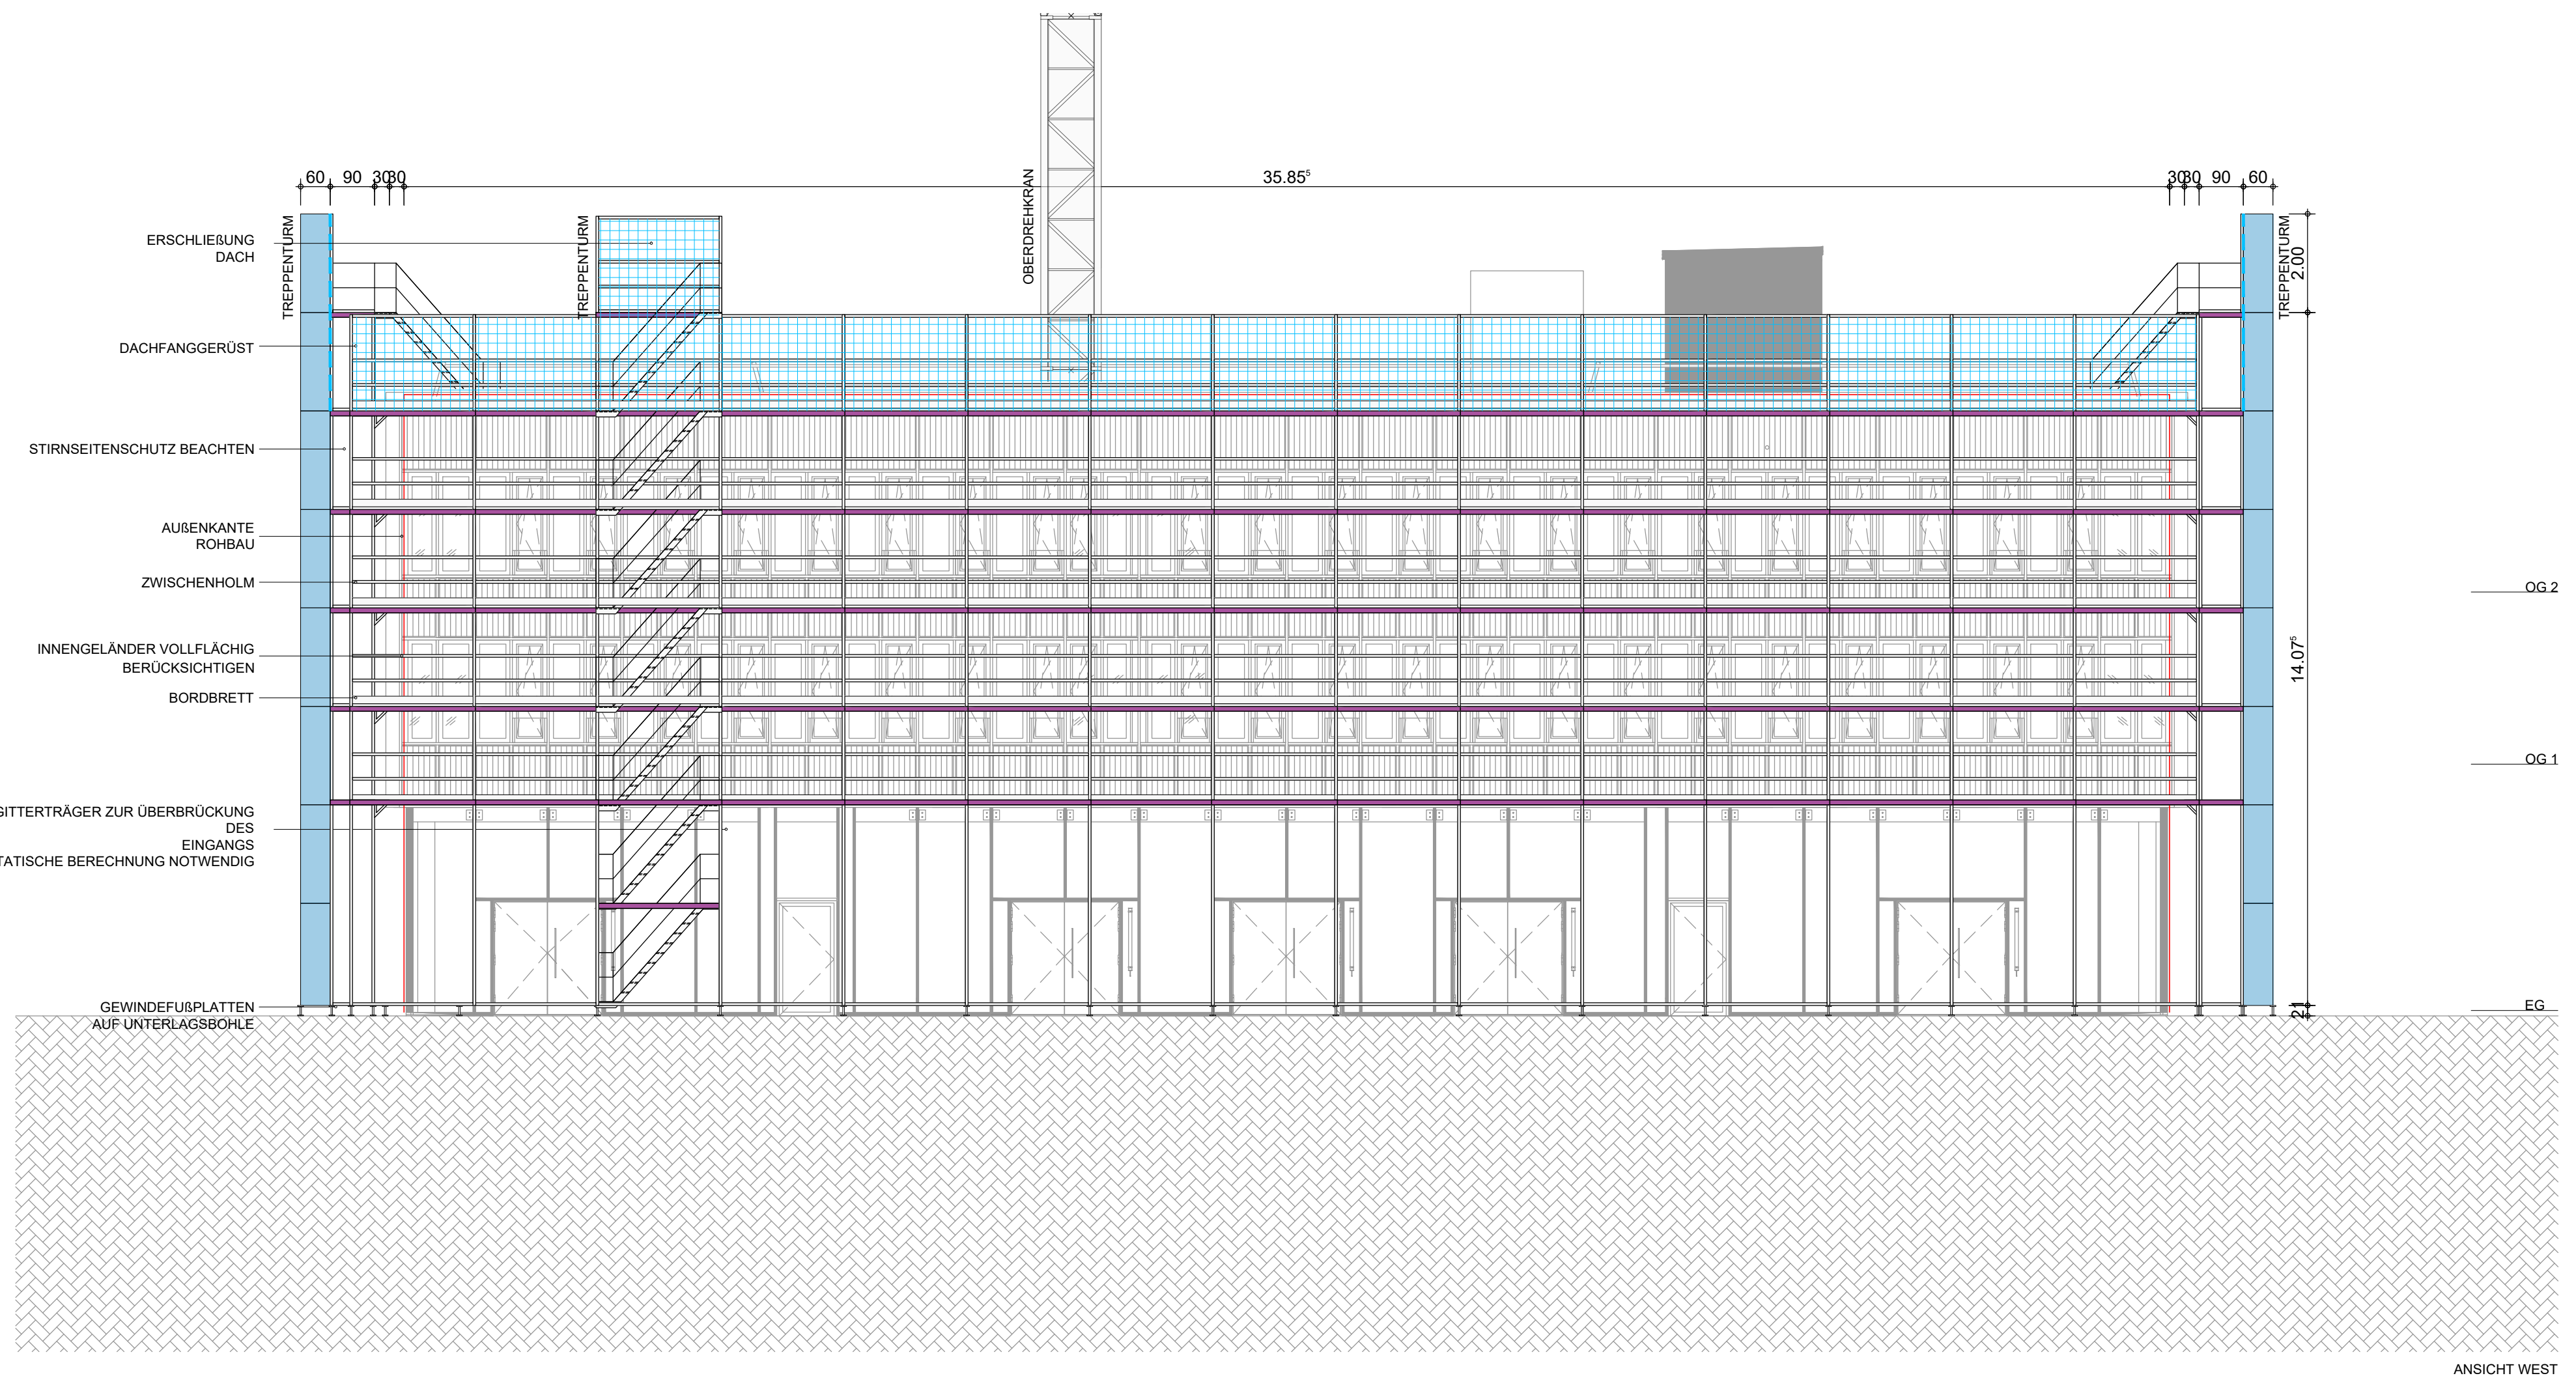 60 90 30 30 35.85⁵ 30 30 90 60
TREPPENTURM
TREPPENTURM
OBERDREHKRAN
TREPPENTURM
2.00
14.07⁵
21
ERSCHLIEßUNG
DACH
DACHFANGGERÜST
STIRNSEITENSCHUTZ BEACHTEN
AUßENKANTE
ROHBAU
ZWISCHENHOLM
INNENGELÄNDER VOLLFLÄCHIG
BERÜCKSICHTIGEN
BORDBRETT
GITTERTRÄGER ZUR ÜBERBRÜCKUNG
DES
EINGANGS
TATISCHE BERECHNUNG NOTWENDIG
GEWINDEFUßPLATTEN
AUF UNTERLAGSBOHLE
OG 2
OG 1
EG
ANSICHT WEST